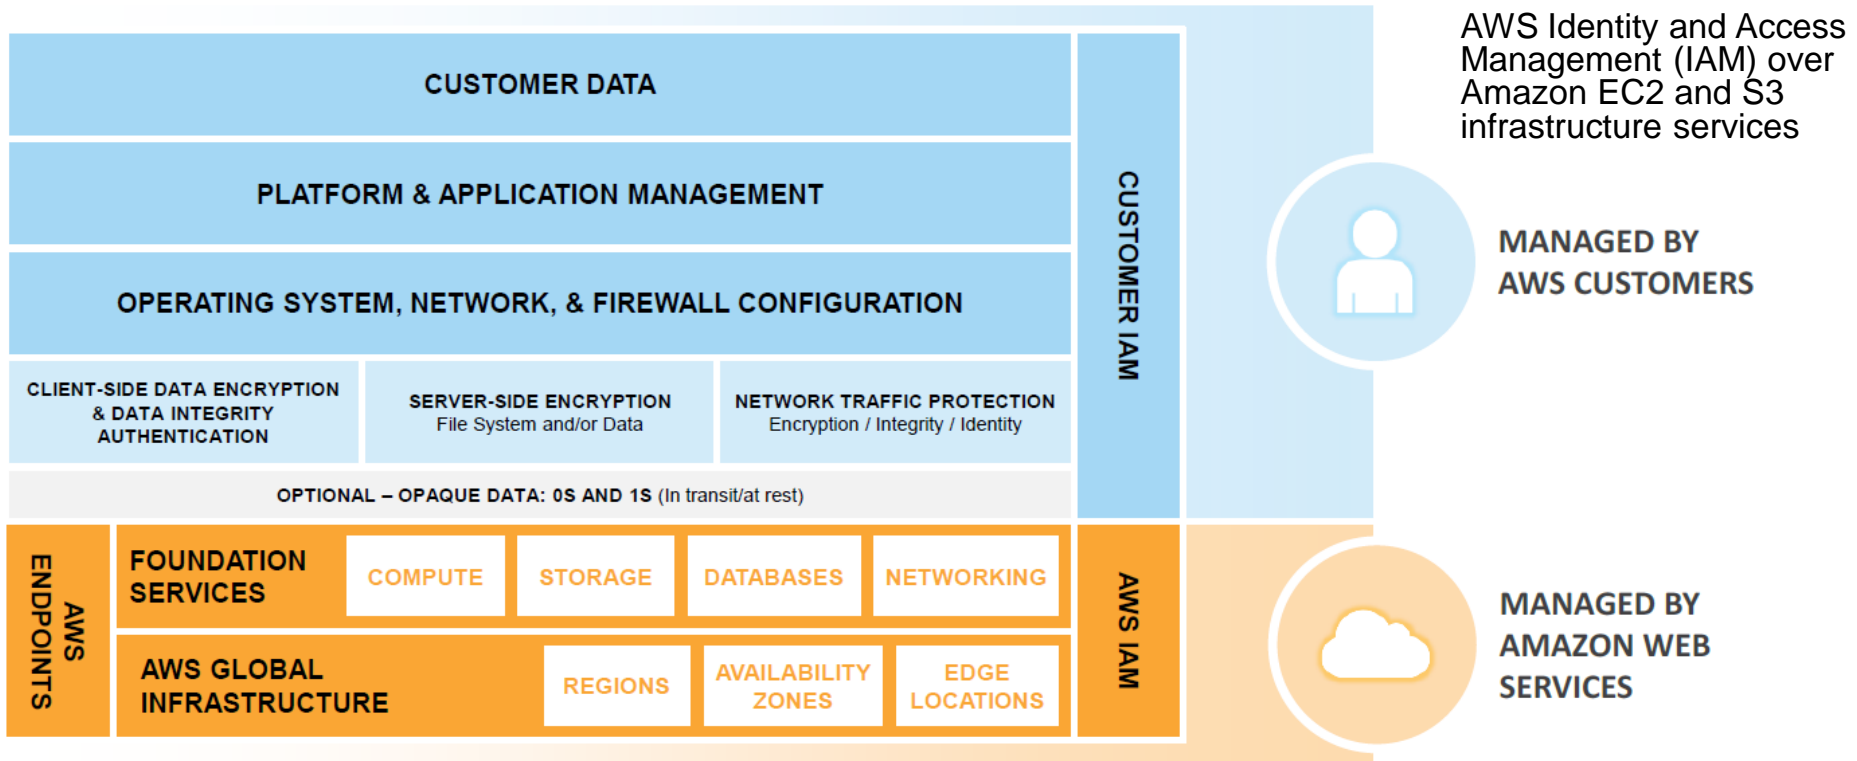 AWS Identity and Access
Management (IAM) over
Amazon EC2 and S3
infrastructure services
CUSTOMER DATA
PLATFORM & APPLICATION MANAGEMENT
OPERATING SYSTEM, NETWORK, & FIREWALL CONFIGURATION
CUSTOMER IAM
MANAGED BY
AWS CUSTOMERS
CLIENT-SIDE DATA ENCRYPTION
& DATA INTEGRITY
AUTHENTICATION
SERVER-SIDE ENCRYPTION
File System and/or Data
NETWORK TRAFFIC PROTECTION
Encryption / Integrity / Identity
OPTIONAL – OPAQUE DATA: 0S AND 1S (In transit/at rest)
AWS
ENDPOINTS
FOUNDATION
SERVICES
COMPUTE
STORAGE
DATABASES
NETWORKING
AWS GLOBAL
INFRASTRUCTURE
REGIONS
AVAILABILITY
ZONES
EDGE
LOCATIONS
AWS IAM
MANAGED BY
AMAZON WEB
SERVICES